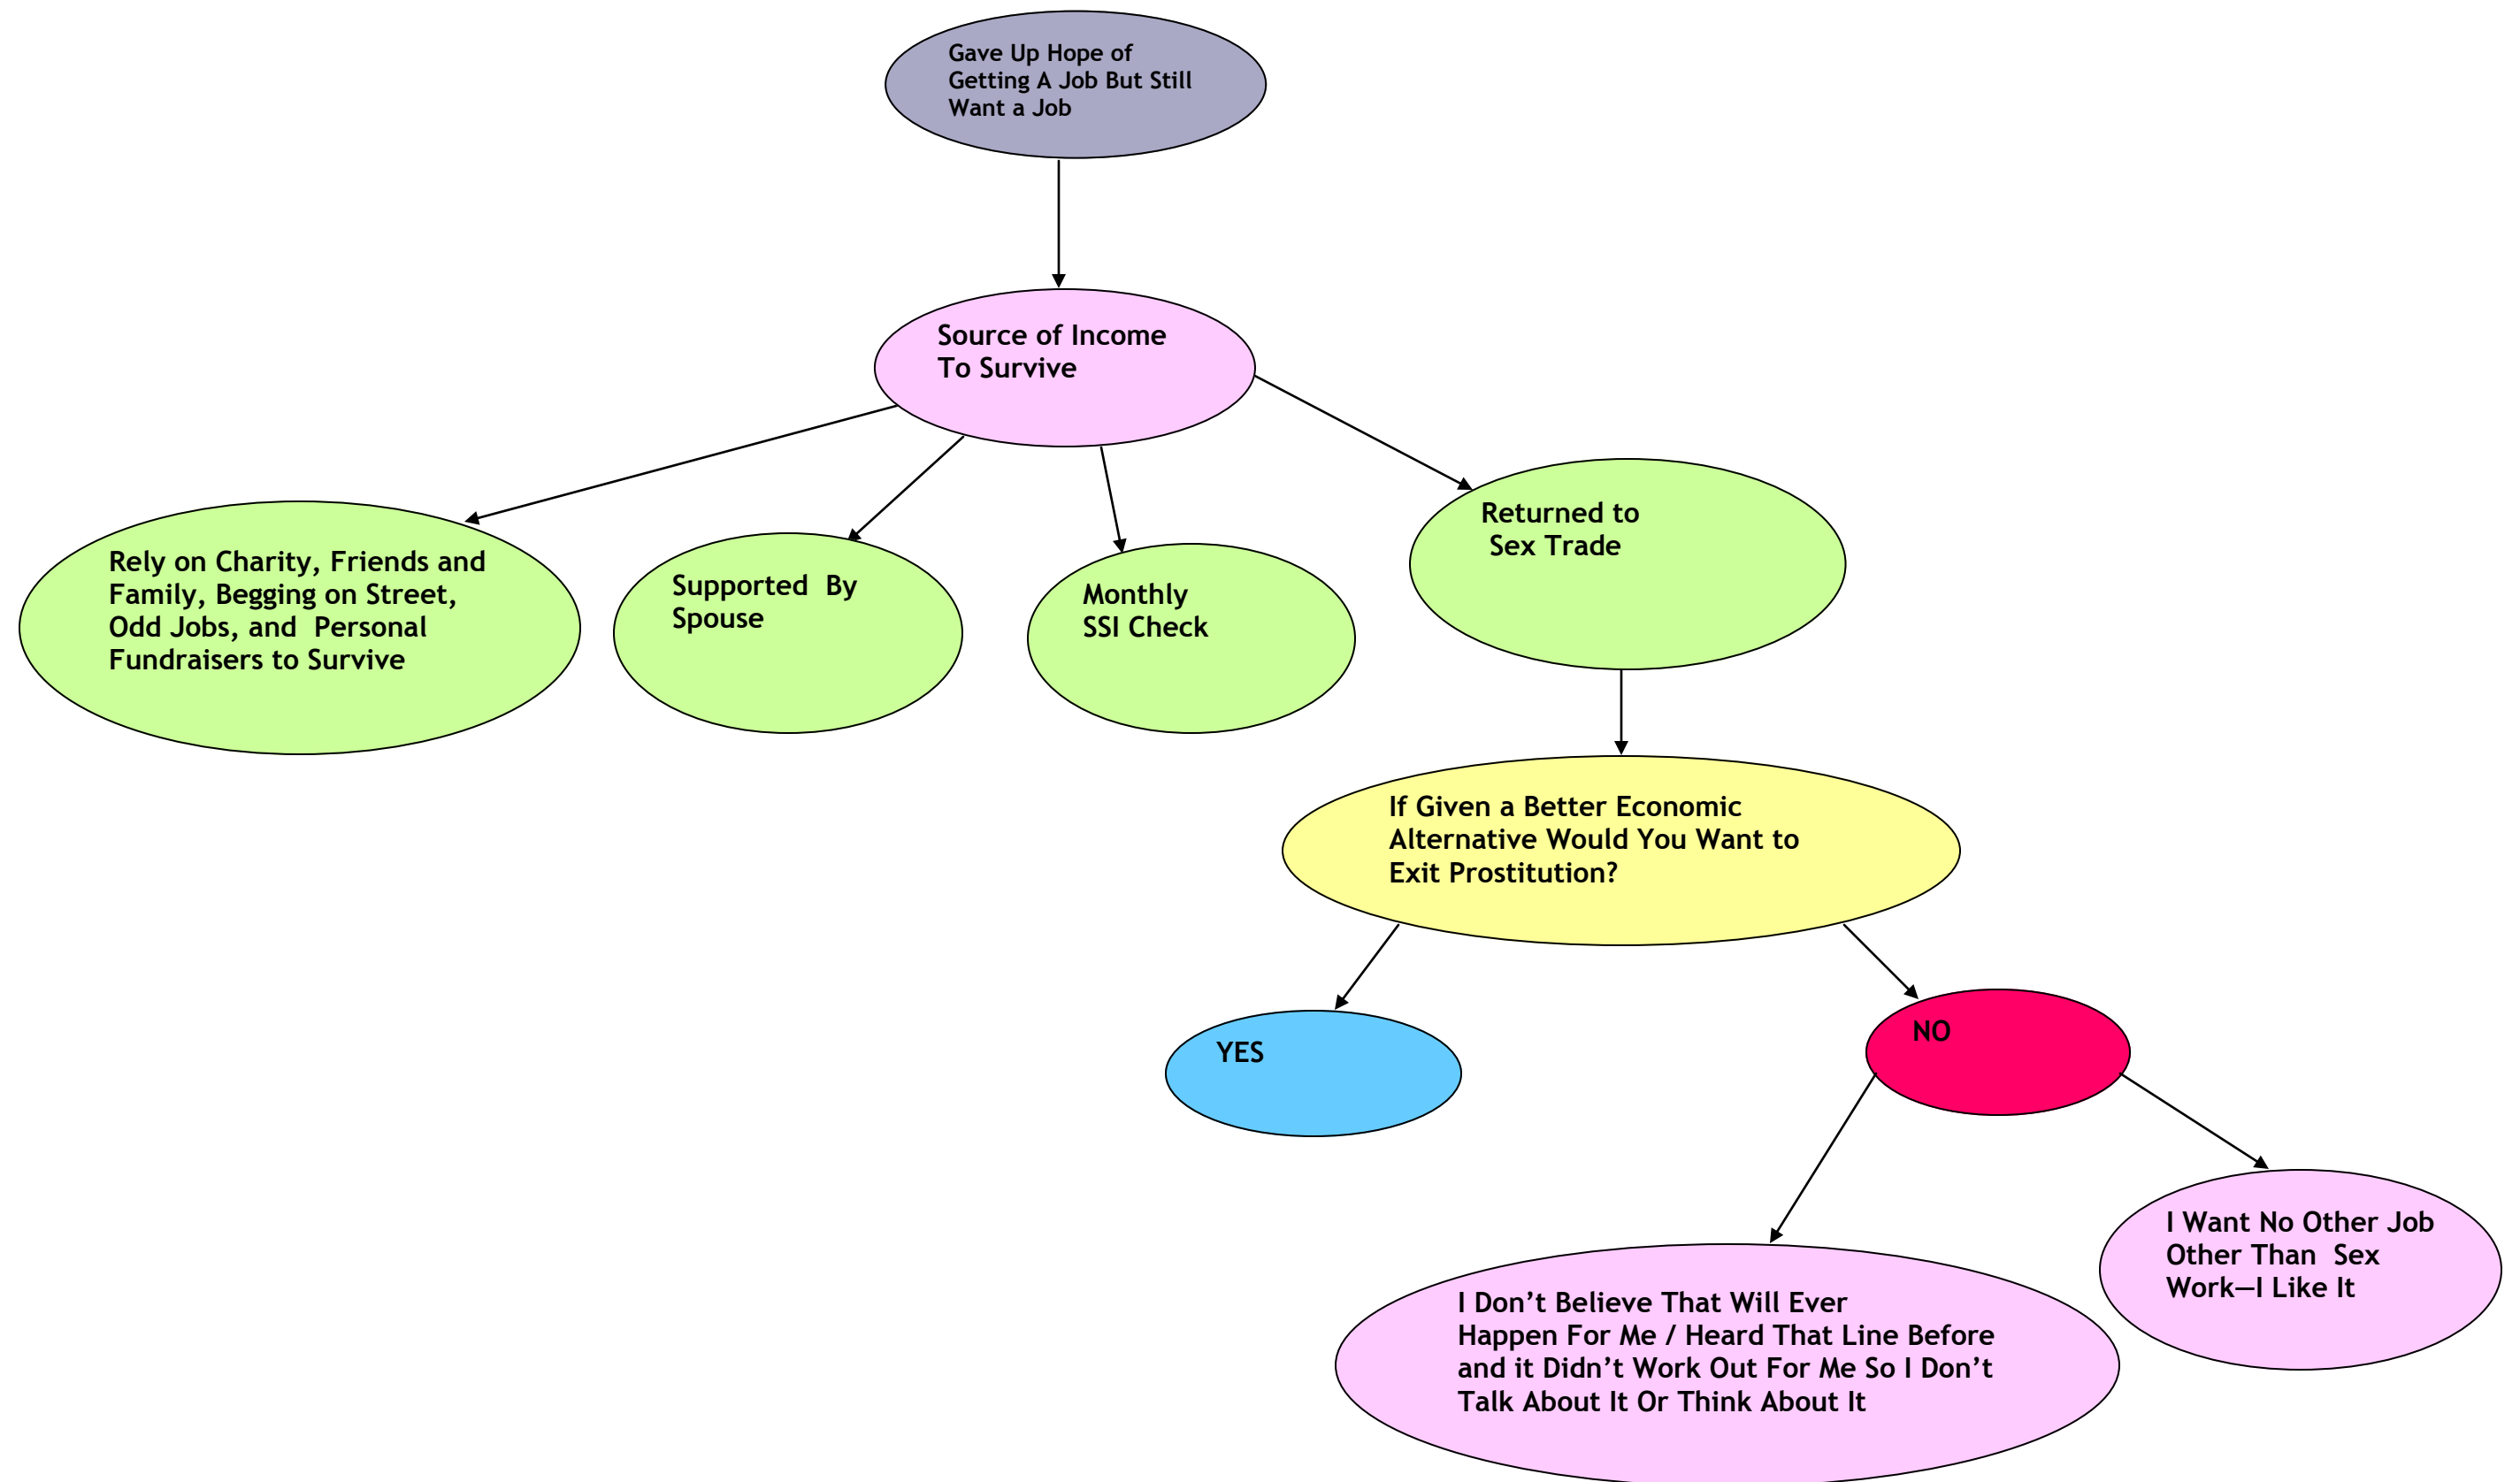 Gave Up Hope of
Getting A Job But Still
Want a Job
Source of Income
To Survive
Rely on Charity, Friends and
Family, Begging on Street,
Odd Jobs, and  Personal
Fundraisers to Survive
Supported  By
Spouse
Monthly
SSI Check
Returned to
Sex Trade
If Given a Better Economic
Alternative Would You Want to
Exit Prostitution?
YES
NO
I Don’t Believe That Will Ever
Happen For Me / Heard That Line Before
and it Didn’t Work Out For Me So I Don’t
Talk About It Or Think About It
I Want No Other Job
Other Than  Sex
Work—I Like It